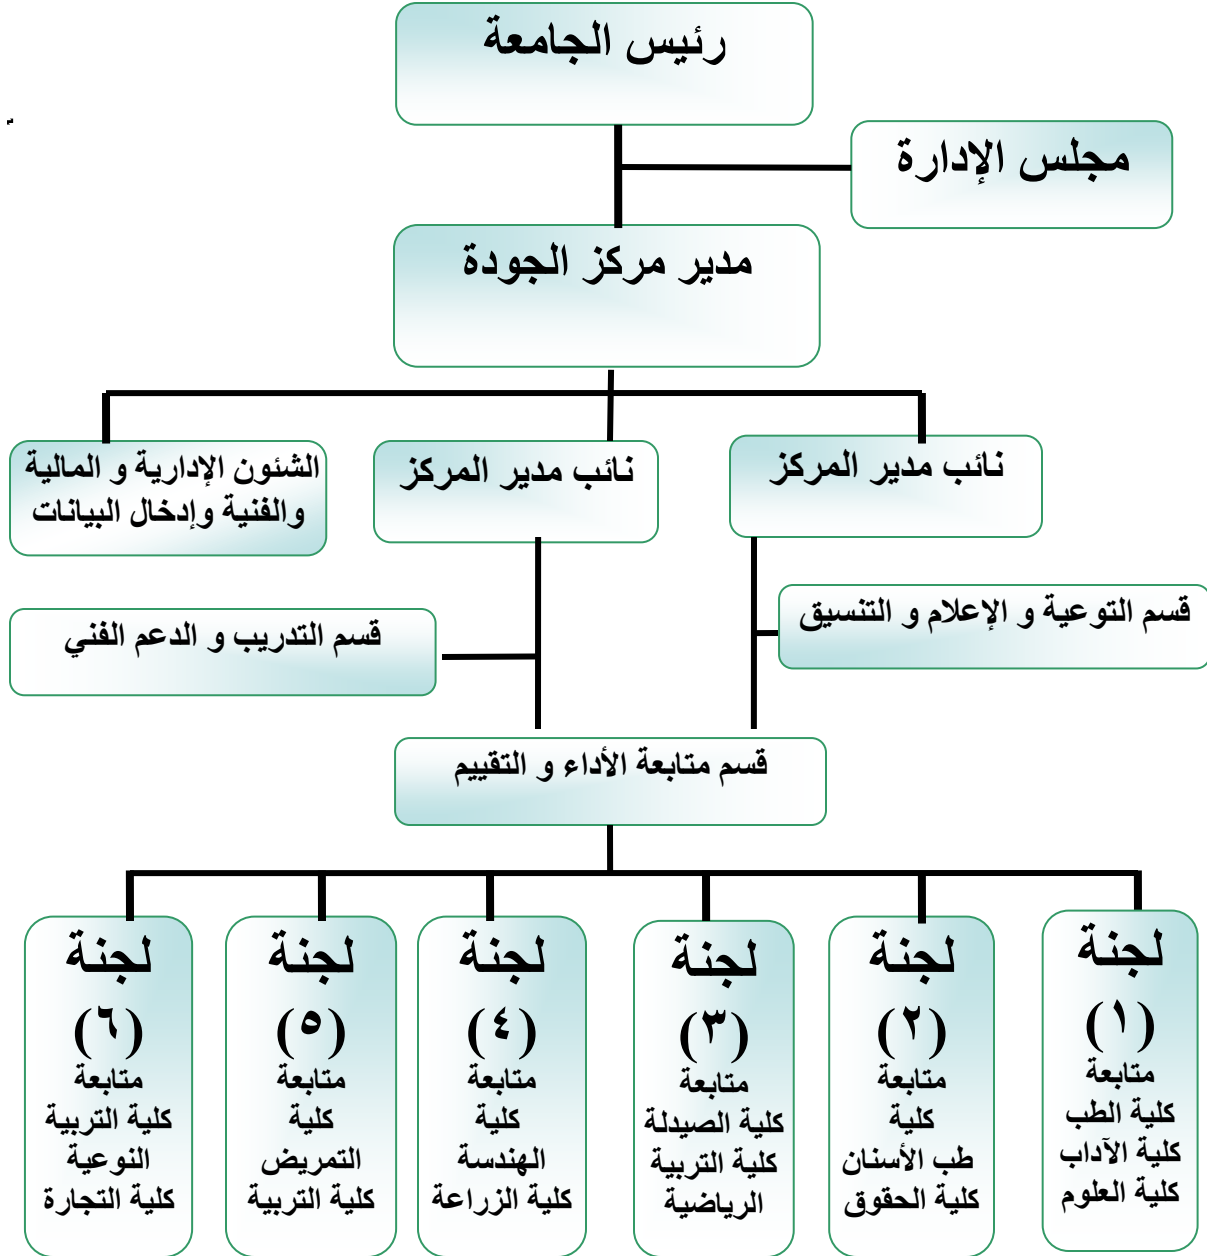 رئيس الجامعة
مجلس الإدارة
مدير مركز الجودة
نائب مدير المركز
نائب مدير المركز
الشئون الإدارية و المالية
والفنية وإدخال البيانات
قسم التوعية و الإعلام و التنسيق
قسم التدريب و الدعم الفني
قسم متابعة الأداء و التقييم
لجنة
(١)
متابعة
كلية الطب
كلية الآداب
كلية العلوم
لجنة
(٢)
متابعة
كلية
طب الأسنان
كلية الحقوق
لجنة
(٣)
متابعة
كلية الصيدلة
كلية التربية
الرياضية
لجنة
(٤)
متابعة
كلية
الهندسة
كلية الزراعة
لجنة
(٥)
متابعة
كلية
التمريض
كلية التربية
لجنة
(٦)
متابعة
كلية التربية
النوعية
كلية التجارة